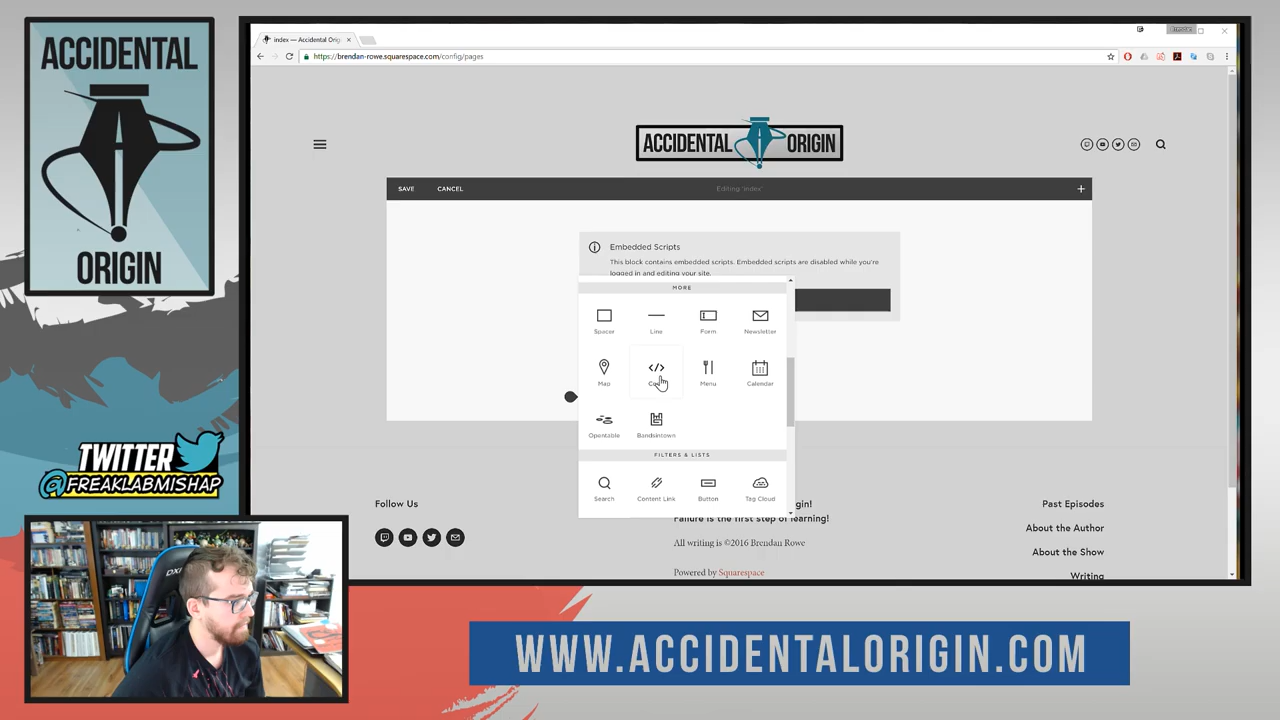 ACCIDENTAL
ORIGIN
TWITTER
@FREAKLABMISHAP
index — Accidental Orig
https://brendan-rowe.squarespace.com/config/pages
ACCIDENTAL ORIGIN
SAVE CANCEL Editing 'index' +
Embedded Scripts
This block contains embedded scripts. Embedded scripts are disabled while you're
logged in and editing your site.
MORE
Spacer Line Form Newsletter
Map Menu Calendar
Opentable Bandsintown
FILTERS & LISTS
Search Content Link Button Tag Cloud
Follow Us
Failure is the first step of learning!
All writing is ©2016 Brendan Rowe
Powered by Squarespace
Past Episodes
About the Author
About the Show
Writing
DX
WWW.ACCIDENTALORIGIN.COM